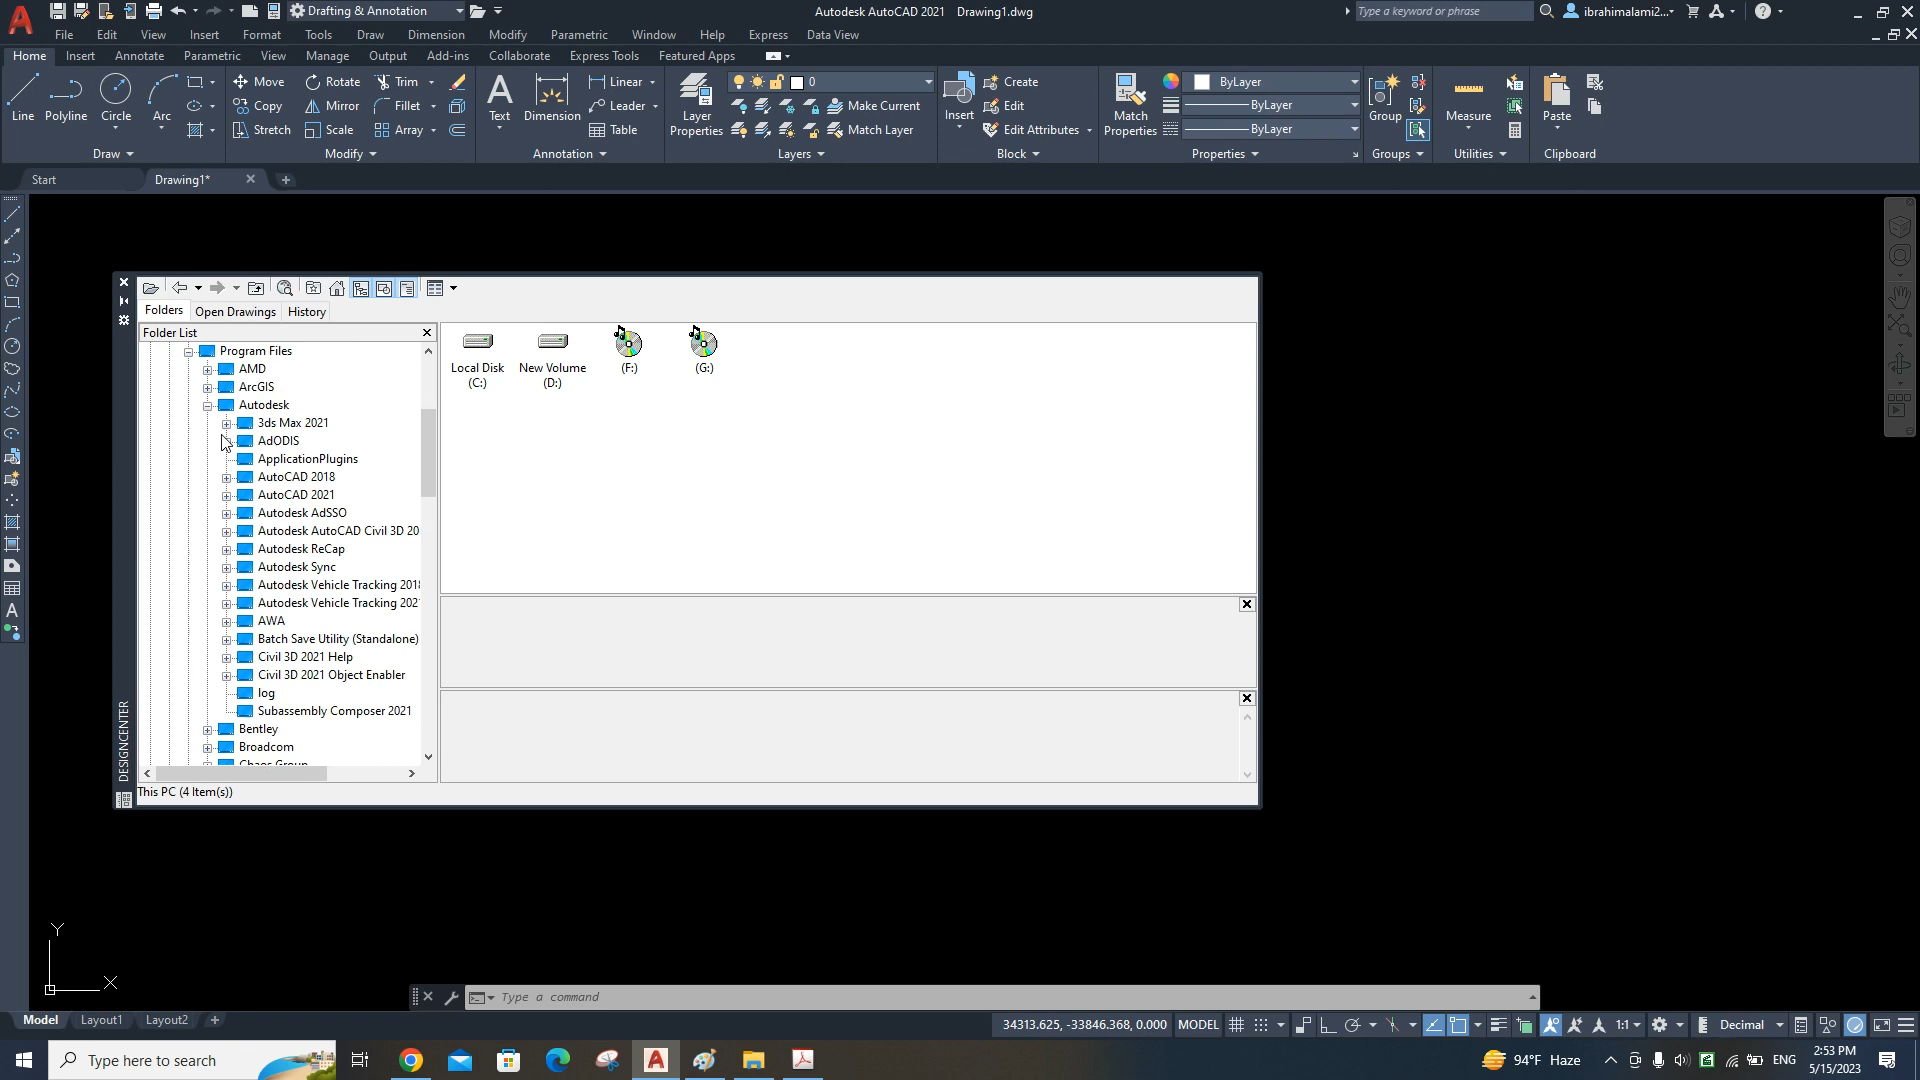 Drafting & Annotation
Autodesk AutoCAD 2021 Drawing1.dwg
Type a keyword or phrase
ibrahimalami2...
File Edit View Insert Format Tools Draw Dimension Modify Parametric Window Help Express Data View
Home Insert Annotate Parametric View Manage Output Add-ins Collaborate Express Tools Featured Apps
Line Polyline Circle Arc
Move Rotate Trim
Copy Mirror Fillet
Stretch Scale Array
Text Dimension
Linear
Leader
Table
Layer Properties
0
Make Current
Match Layer
Insert
Create
Edit
Edit Attributes
Match Properties
ByLayer
ByLayer
ByLayer
Group
Measure
Paste
Draw Modify Annotation Layers Block Properties Groups Utilities Clipboard
Start Drawing1*
Folders Open Drawings History
Folder List
Program Files
AMD
ArcGIS
Autodesk
3ds Max 2021
AdODIS
ApplicationPlugins
AutoCAD 2018
AutoCAD 2021
Autodesk AdSSO
Autodesk AutoCAD Civil 3D 20
Autodesk ReCap
Autodesk Sync
Autodesk Vehicle Tracking 2018
Autodesk Vehicle Tracking 202
AWA
Batch Save Utility (Standalone)
Civil 3D 2021 Help
Civil 3D 2021 Object Enabler
log
Subassembly Composer 2021
Bentley
Broadcom
Chaos Group
Local Disk (C:)
New Volume (D:)
(F:)
(G:)
DESIGNCENTER
This PC (4 Item(s))
Y
X
Type a command
Model Layout1 Layout2
34313.625, -33846.368, 0.000 MODEL
1:1
Decimal
Type here to search
94°F Haze
ENG
2:53 PM
5/15/2023